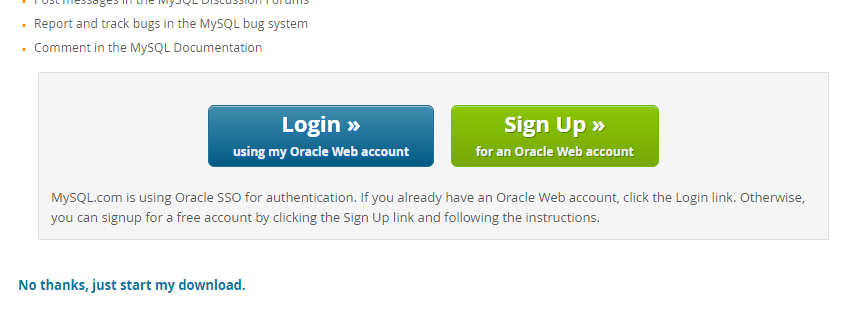 Post messages in the MySQL Discussion Forums
Report and track bugs in the MySQL bug system
Comment in the MySQL Documentation
Login »
using my Oracle Web account
Sign Up »
for an Oracle Web account
MySQL.com is using Oracle SSO for authentication. If you already have an Oracle Web account, click the Login link. Otherwise,
you can signup for a free account by clicking the Sign Up link and following the instructions.
No thanks, just start my download.